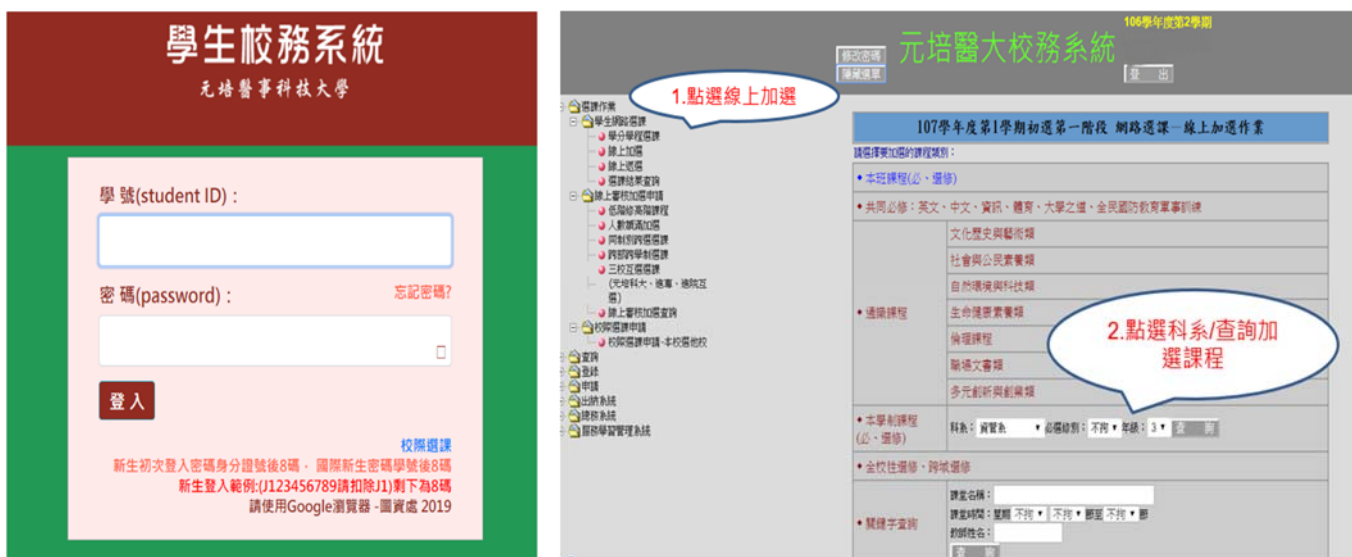 學生校務系統
元培醫事科技大學
學 號(student ID)：
密 碼(password)：
忘記密碼?
登入
校際選課
新生初次登入密碼身分證號後8碼， 國際新生密碼學號後8碼
新生登入範例:(J123456789請扣除J1)剩下為8碼
請使用Google瀏覽器 -圖資處 2019
106學年度第2學期
修改密碼
隱藏選單
元培醫大校務系統
登 出
1.點選線上加選
選課作業
學生網路選課
學分學程選課
線上加選
線上退選
選課結果查詢
線上審核加選申請
低階修高階課程
人數額滿加選
同制別跨選選課
跨部跨學制選課
三校互選選課
(元培科大、進專、進院互
選)
線上審核加選查詢
校際選課申請
校際選課申請-本校選他校
查詢
登錄
申請
出納系統
總務系統
服務學習管理系統
107學年度第1學期初選第一階段 網路選課－線上加選作業
請選擇要加選的課程類別：
本班課程(必、選修)
共同必修：英文、中文、資訊、體育、大學之道、全民國防教育軍事訓練
通識課程
文化歷史與藝術類
社會與公民素養類
自然環境與科技類
生命健康素養類
倫理課程
職場文書類
多元創新與創業類
2.點選科系/查詢加
選課程
本學制課程
(必、選修)
科系：資管系 必選修別：不拘 年級：3 查 詢
全校性選修、跨域選修
關鍵字查詢
課堂名稱：
課堂時間：星期 不拘 不拘 節至 不拘 節
教師姓名：
查 詢